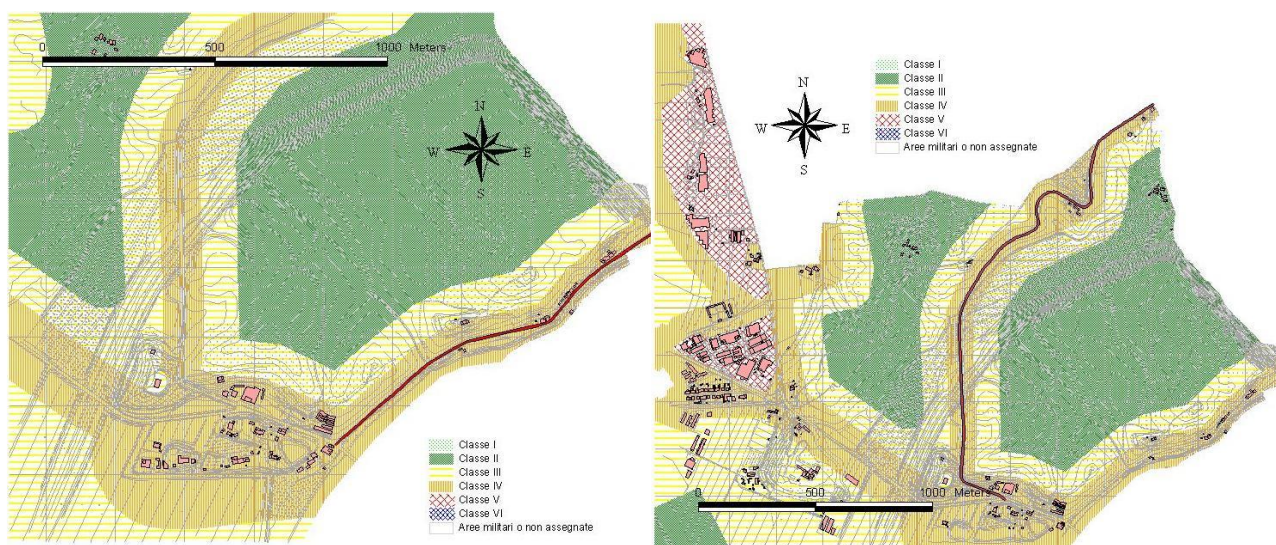 0 500 1000 Meters
N
W E
S
Classe I
Classe II
Classe III
Classe IV
Classe V
Classe VI
Aree militari o non assegnate
Classe I
Classe II
Classe III
Classe IV
Classe V
Classe VI
Aree militari o non assegnate
N
W E
S
0 500 1000 Meters